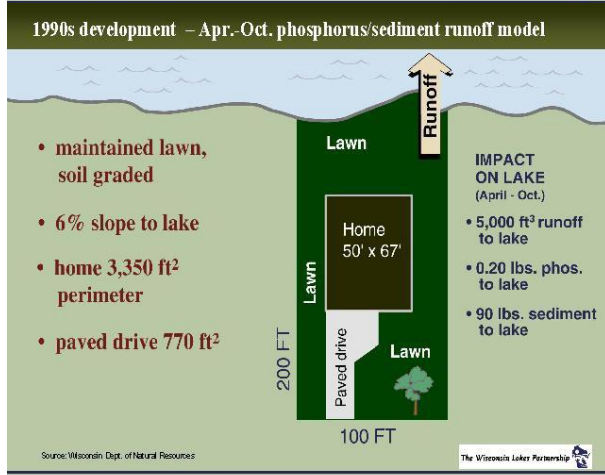 1990s development – Apr.-Oct. phosphorus/sediment runoff model
Runoff
Lawn
• maintained lawn,
soil graded
• 6% slope to lake
• home 3,350 ft²
perimeter
• paved drive 770 ft²
Home
50' x 67'
Lawn
Paved drive
Lawn
200 FT
100 FT
IMPACT
ON LAKE
(April - Oct.)
• 5,000 ft³ runoff
to lake
• 0.20 lbs. phos.
to lake
• 90 lbs. sediment
to lake
Source: Wisconsin Dept. of Natural Resources
The Wisconsin Lakes Partnership